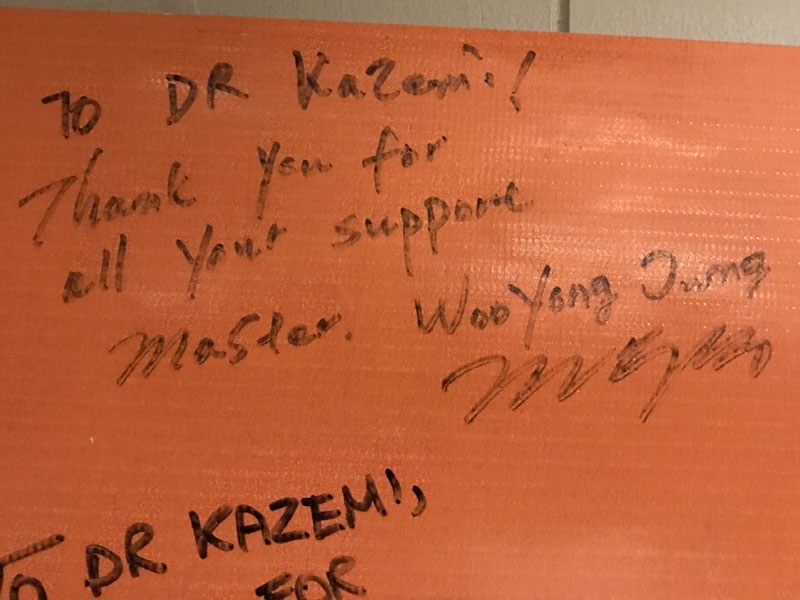 To DR Kazemi!
Thank you for
all your support
Master. WooYong Jung
TO DR KAZEMI,
FOR